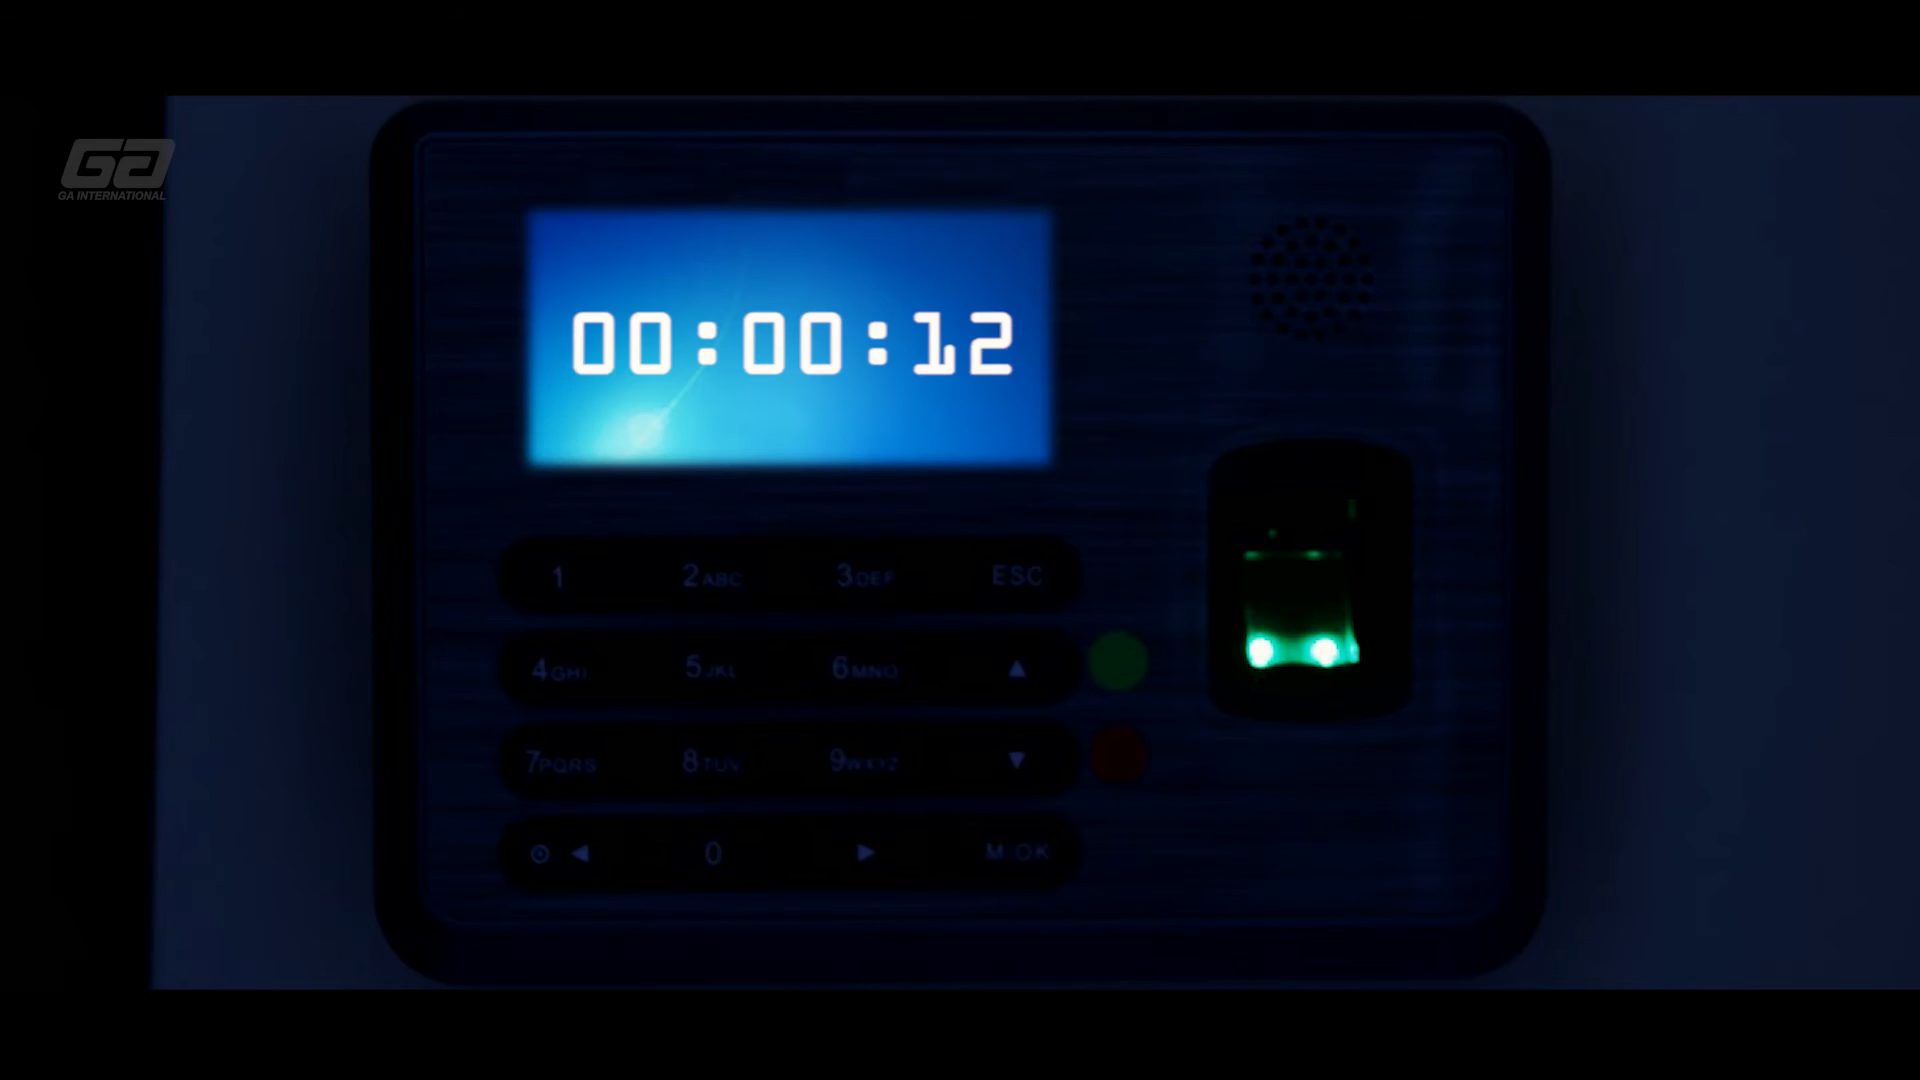 GA
GA INTERNATIONAL
00:00:12
1 2ABC 3DEF ESC
4GHI 5JKL 6MNO ▲
7PQRS 8TUV 9WXYZ ▼
◀ 0 ▶ M/OK